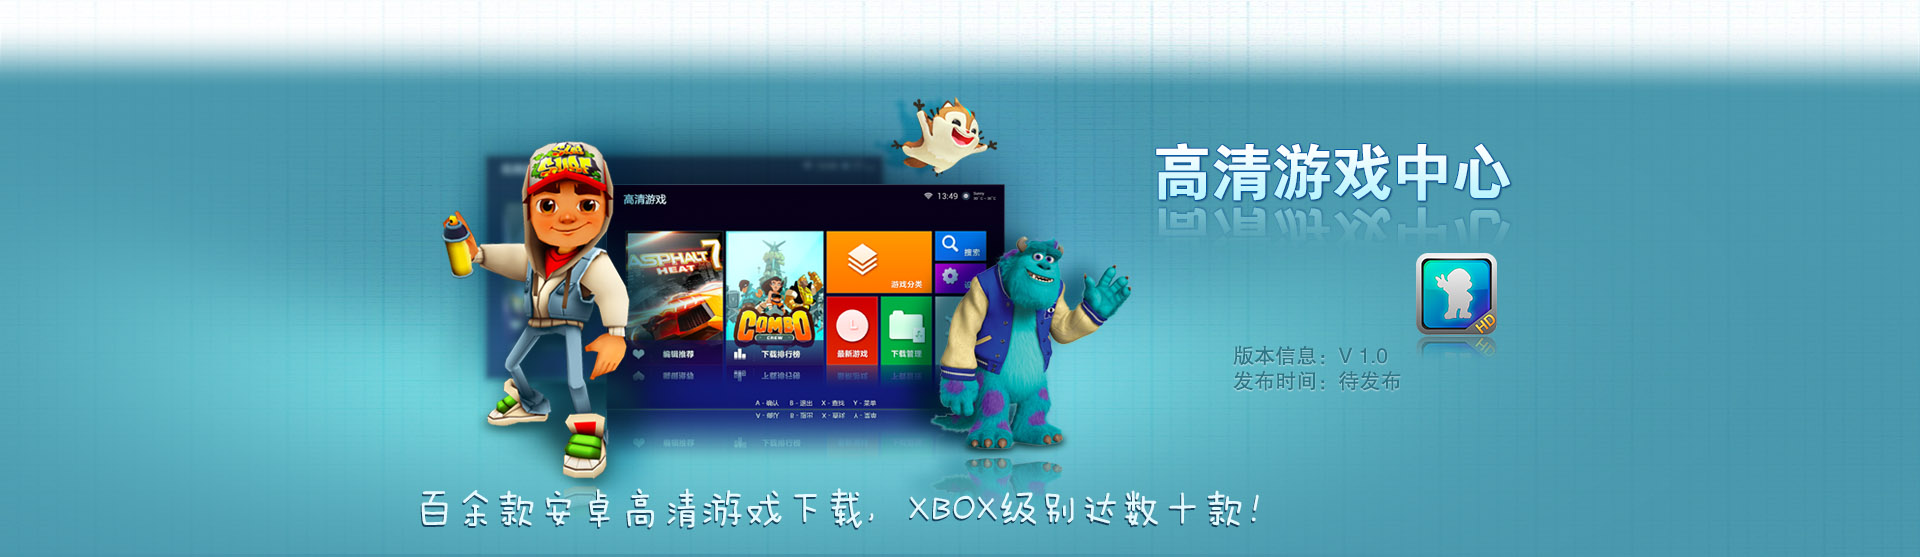 高清游戏中心
高清游戏
13:49
ASPHALT 7
HEAT
COMBO
CREW
游戏分类
搜索
编辑推荐
下载排行榜
最新游戏
下载管理
A - 确认 B - 退出 X - 查找 Y - 菜单
HD
版本信息：V 1.0
发布时间：待发布
百余款安卓高清游戏下载，XBOX级别达数十款！